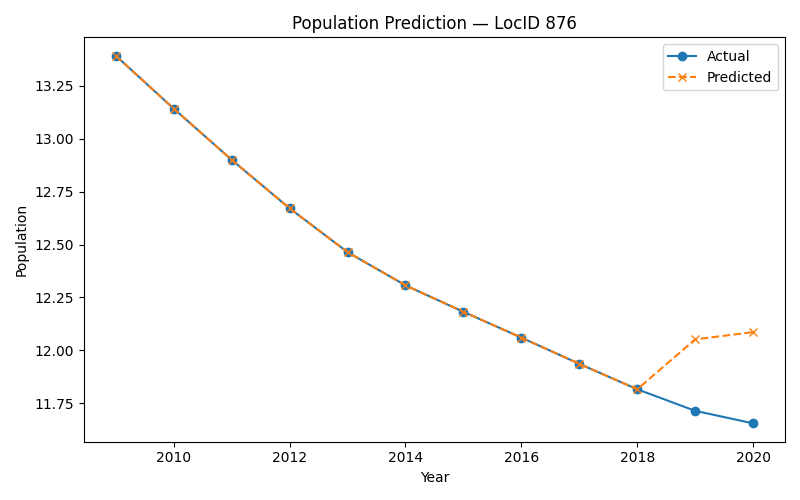 Population Prediction — LocID 876
Actual
Predicted
Population
13.25
13.00
12.75
12.50
12.25
12.00
11.75
2010 2012 2014 2016 2018 2020
Year